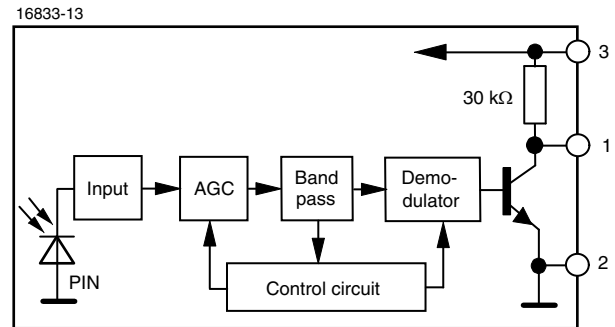 16833-13
3
30 kΩ
1
Input
AGC
Band
pass
Demo-
dulator
PIN
Control circuit
2